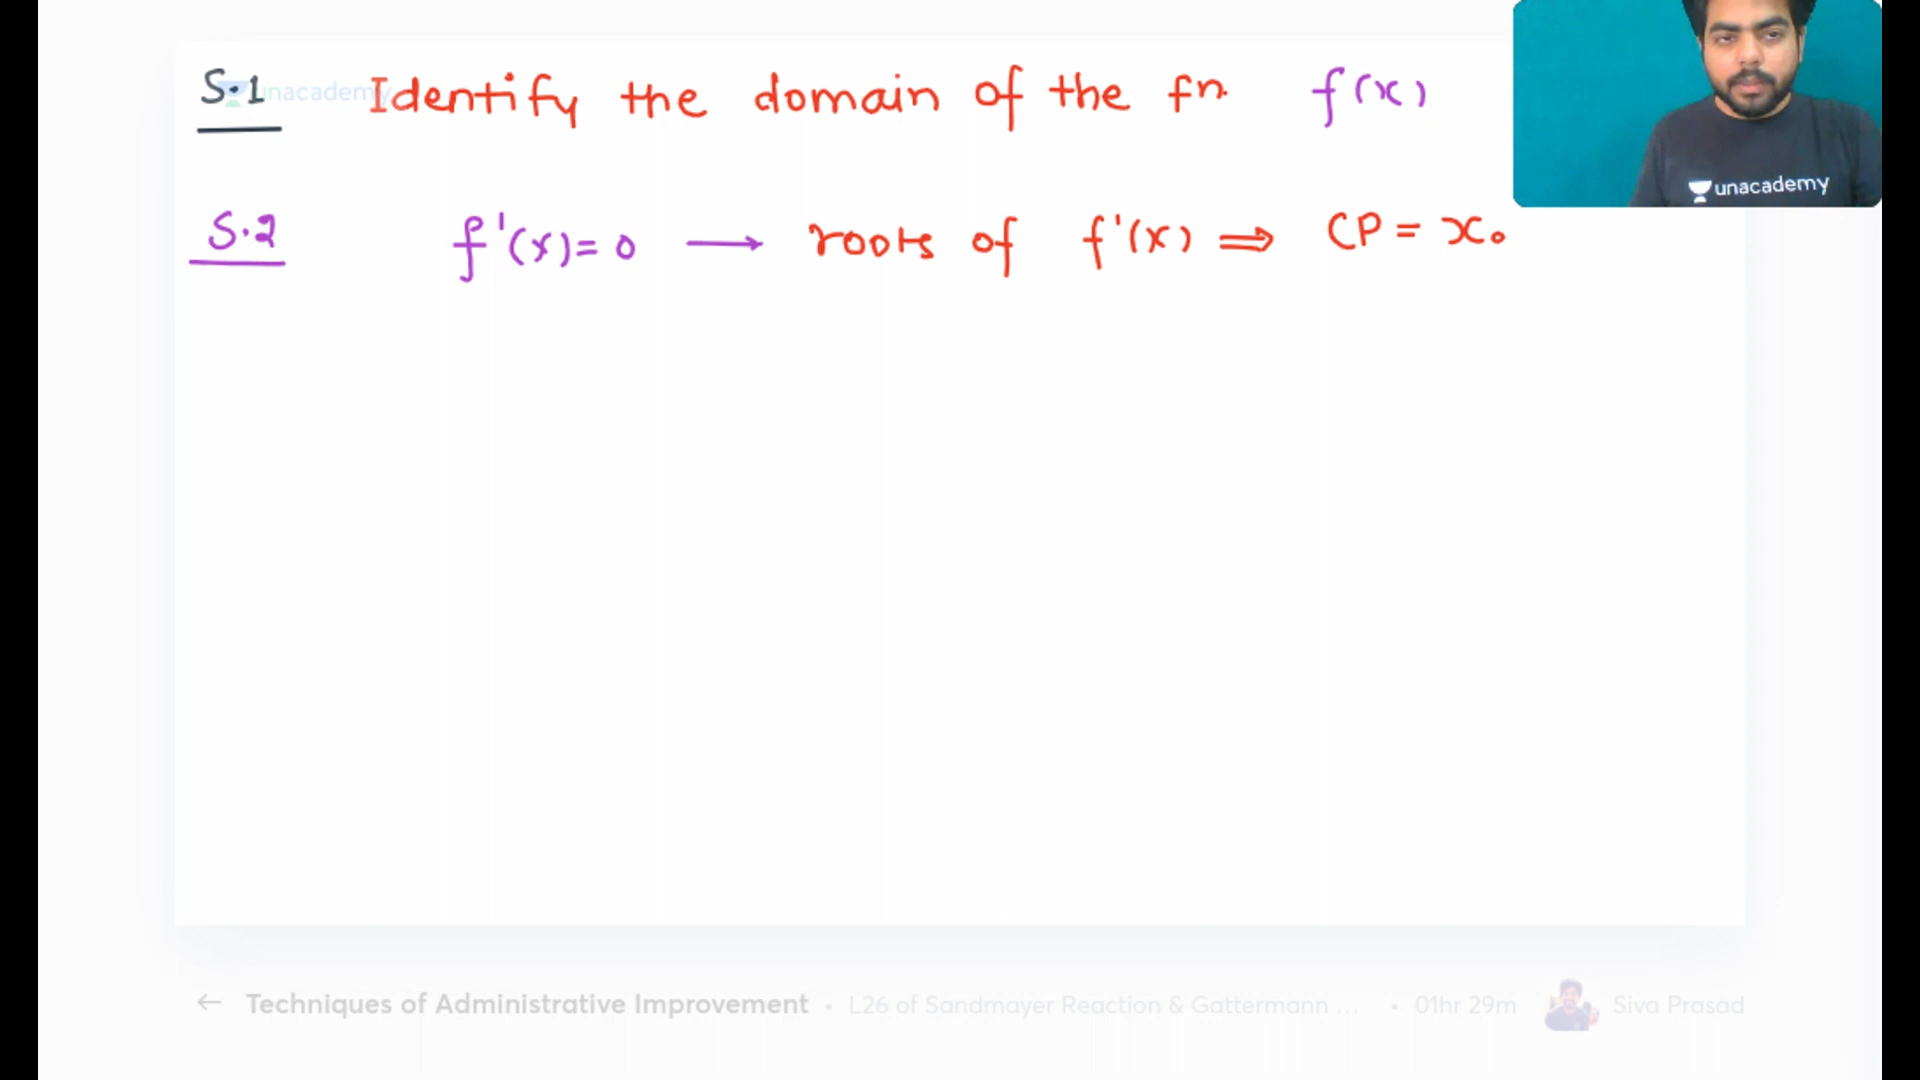 S.1 unacademy Identify the domain of the fn. f(x)
unacademy
S.2 f'(x)=0 ⟶ roots of f'(x) ⇒ CP = x₀
← Techniques of Administrative Improvement • L26 of Sandmayer Reaction & Gattermann ... • 01hr 29m Siva Prasad